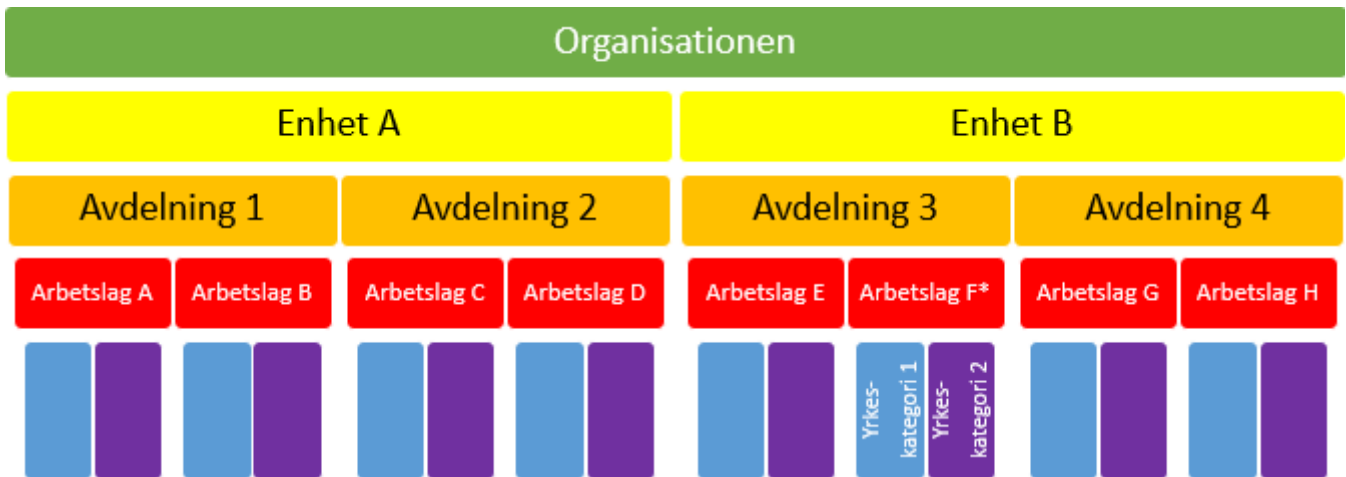 Organisationen
Enhet A
Enhet B
Avdelning 1
Avdelning 2
Avdelning 3
Avdelning 4
Arbetslag A
Arbetslag B
Arbetslag C
Arbetslag D
Arbetslag E
Arbetslag F*
Arbetslag G
Arbetslag H
Yrkes-
kategori 1
Yrkes-
kategori 2